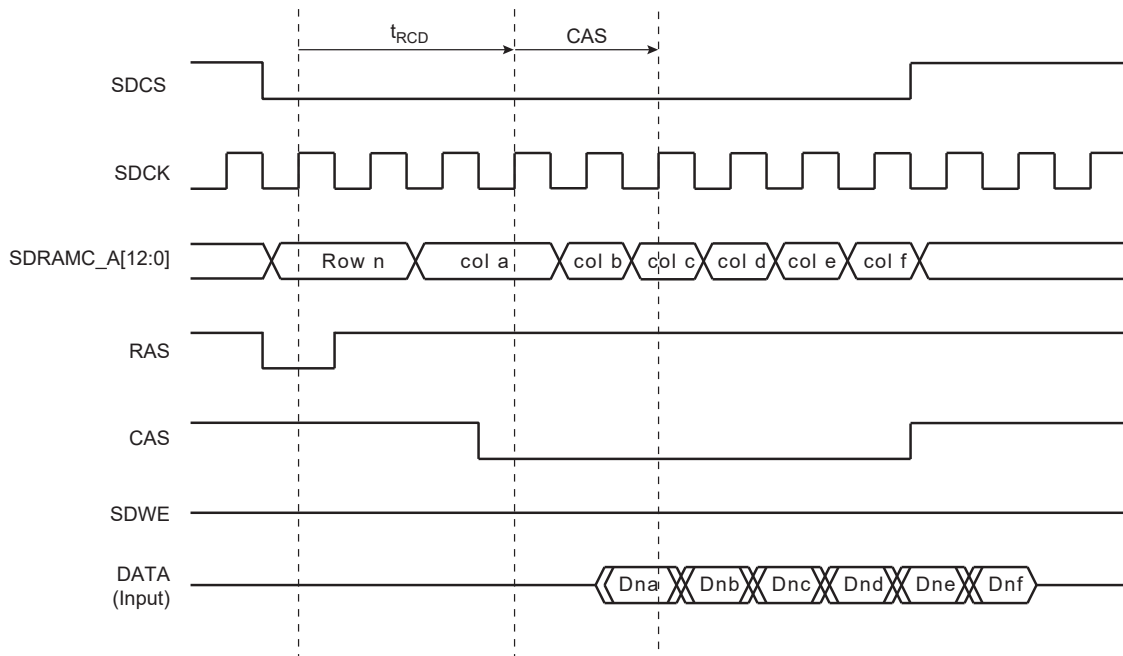 t_RCD CAS
SDCS
SDCK
SDRAMC_A[12:0] Row n col a col b col c col d col e col f
RAS
CAS
SDWE
DATA
(Input)
Dna Dnb Dnc Dnd Dne Dnf